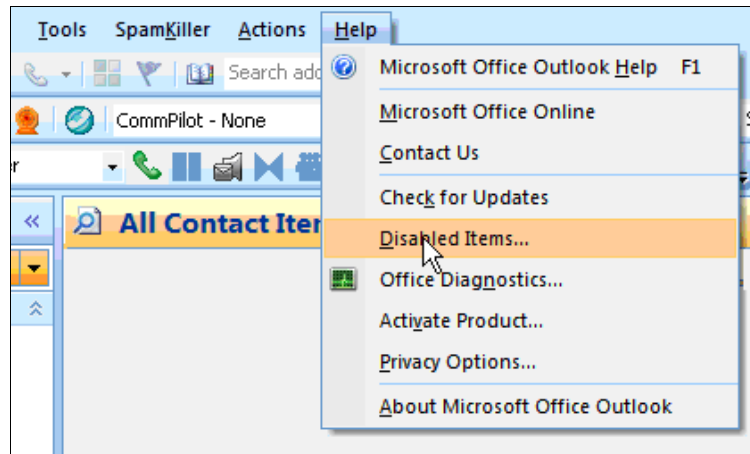 Tools SpamKiller Actions Help
Search add
Microsoft Office Outlook Help F1
CommPilot - None
Microsoft Office Online
Contact Us
Check for Updates
All Contact Iter
Disabled Items...
Office Diagnostics...
Activate Product...
Privacy Options...
About Microsoft Office Outlook